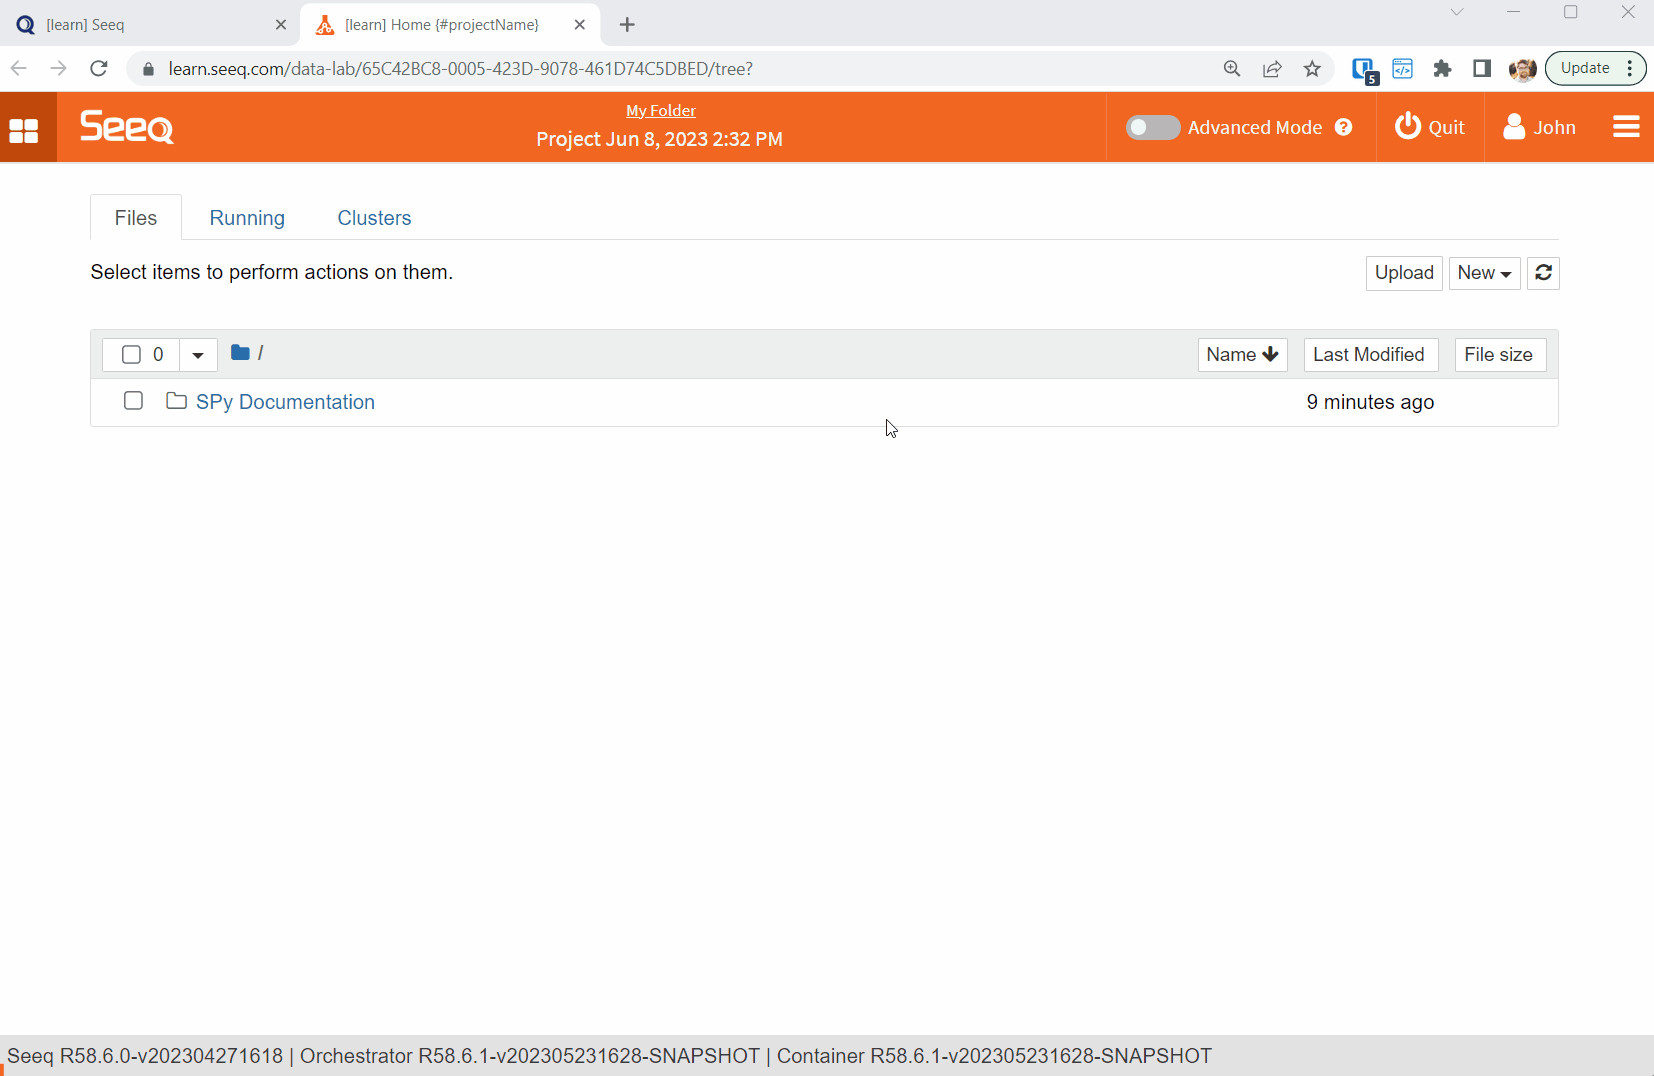 [learn] Seeq
[learn] Home {#projectName}
learn.seeq.com/data-lab/65C42BC8-0005-423D-9078-461D74C5DBED/tree?
5
Update
Seeq
My Folder
Project Jun 8, 2023 2:32 PM
Advanced Mode ?
Quit
John
Files
Running
Clusters
Select items to perform actions on them.
Upload
New
0
/
Name
Last Modified
File size
SPy Documentation
9 minutes ago
Seeq R58.6.0-v202304271618 | Orchestrator R58.6.1-v202305231628-SNAPSHOT | Container R58.6.1-v202305231628-SNAPSHOT